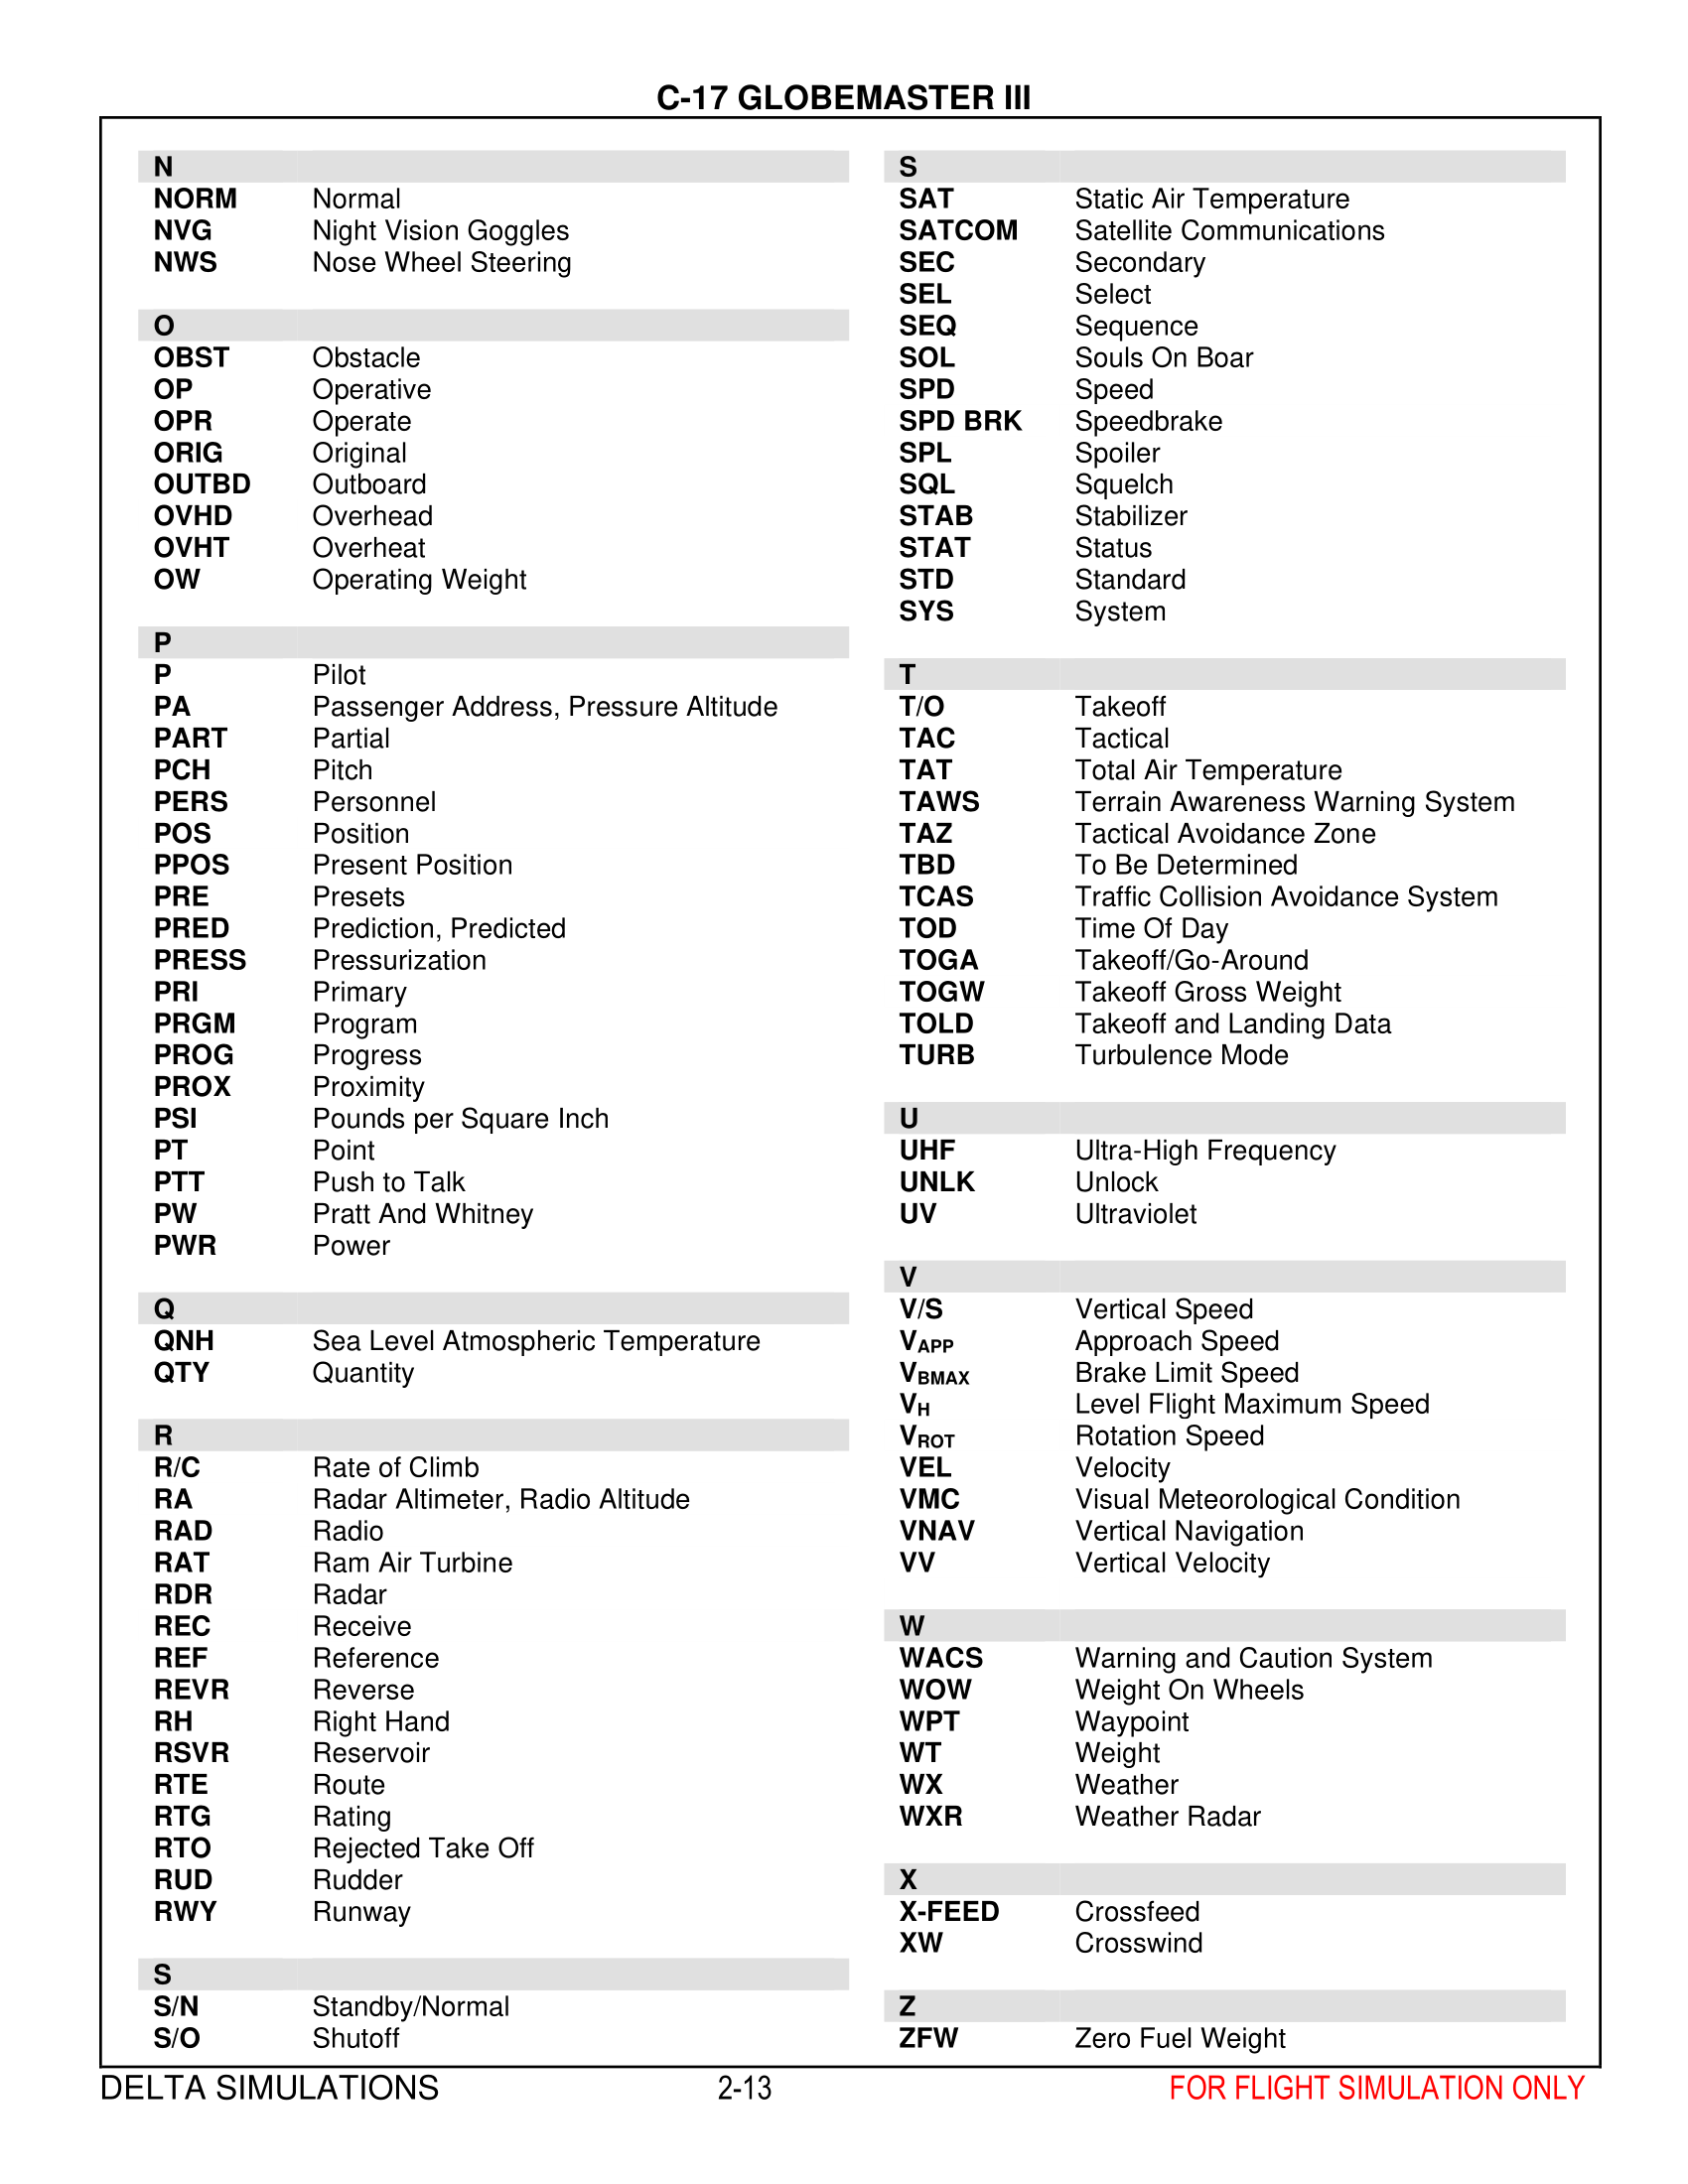 C-17 GLOBEMASTER III
N
NORM Normal
NVG Night Vision Goggles
NWS Nose Wheel Steering
O
OBST Obstacle
OP Operative
OPR Operate
ORIG Original
OUTBD Outboard
OVHD Overhead
OVHT Overheat
OW Operating Weight
P
P Pilot
PA Passenger Address, Pressure Altitude
PART Partial
PCH Pitch
PERS Personnel
POS Position
PPOS Present Position
PRE Presets
PRED Prediction, Predicted
PRESS Pressurization
PRI Primary
PRGM Program
PROG Progress
PROX Proximity
PSI Pounds per Square Inch
PT Point
PTT Push to Talk
PW Pratt And Whitney
PWR Power
Q
QNH Sea Level Atmospheric Temperature
QTY Quantity
R
R/C Rate of Climb
RA Radar Altimeter, Radio Altitude
RAD Radio
RAT Ram Air Turbine
RDR Radar
REC Receive
REF Reference
REVR Reverse
RH Right Hand
RSVR Reservoir
RTE Route
RTG Rating
RTO Rejected Take Off
RUD Rudder
RWY Runway
S
S/N Standby/Normal
S/O Shutoff
S
SAT Static Air Temperature
SATCOM Satellite Communications
SEC Secondary
SEL Select
SEQ Sequence
SOL Souls On Boar
SPD Speed
SPD BRK Speedbrake
SPL Spoiler
SQL Squelch
STAB Stabilizer
STAT Status
STD Standard
SYS System
T
T/O Takeoff
TAC Tactical
TAT Total Air Temperature
TAWS Terrain Awareness Warning System
TAZ Tactical Avoidance Zone
TBD To Be Determined
TCAS Traffic Collision Avoidance System
TOD Time Of Day
TOGA Takeoff/Go-Around
TOGW Takeoff Gross Weight
TOLD Takeoff and Landing Data
TURB Turbulence Mode
U
UHF Ultra-High Frequency
UNLK Unlock
UV Ultraviolet
V
V/S Vertical Speed
VAPP Approach Speed
VBMAX Brake Limit Speed
VH Level Flight Maximum Speed
VROT Rotation Speed
VEL Velocity
VMC Visual Meteorological Condition
VNAV Vertical Navigation
VV Vertical Velocity
W
WACS Warning and Caution System
WOW Weight On Wheels
WPT Waypoint
WT Weight
WX Weather
WXR Weather Radar
X
X-FEED Crossfeed
XW Crosswind
Z
ZFW Zero Fuel Weight
DELTA SIMULATIONS 2-13 FOR FLIGHT SIMULATION ONLY